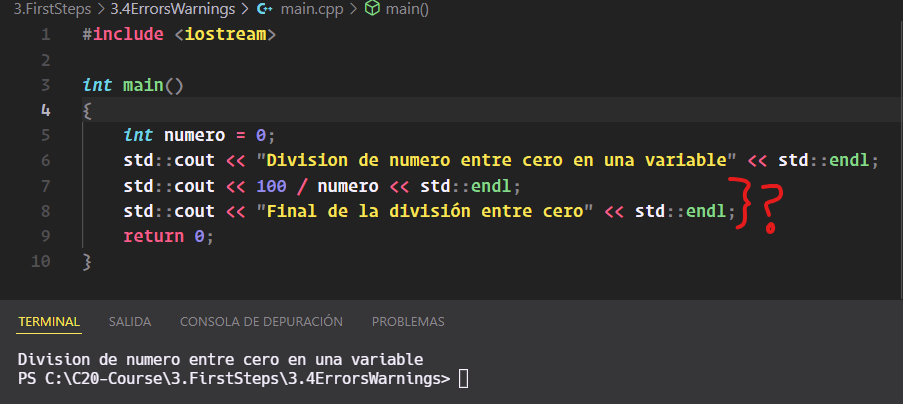 3.FirstSteps > 3.4ErrorsWarnings > main.cpp > main()
1 #include <iostream>
2
3 int main()
4 {
5 int numero = 0;
6 std::cout << "Division de numero entre cero en una variable" << std::endl;
7 std::cout << 100 / numero << std::endl;
8 std::cout << "Final de la división entre cero" << std::endl;
9 return 0;
10 }
?
TERMINAL SALIDA CONSOLA DE DEPURACIÓN PROBLEMAS
Division de numero entre cero en una variable
PS C:\C20-Course\3.FirstSteps\3.4ErrorsWarnings>